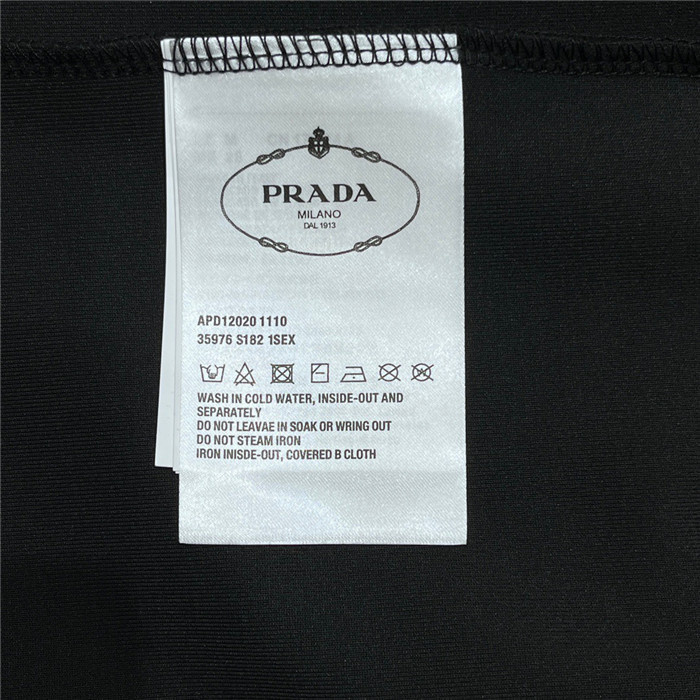 PRADA
MILANO
DAL 1913
APD12020 1110
35976 S182 1SEX
WASH IN COLD WATER, INSIDE-OUT AND
SEPARATELY
DO NOT LEAVAE IN SOAK OR WRING OUT
DO NOT STEAM IRON
IRON INISDE-OUT, COVERED B CLOTH